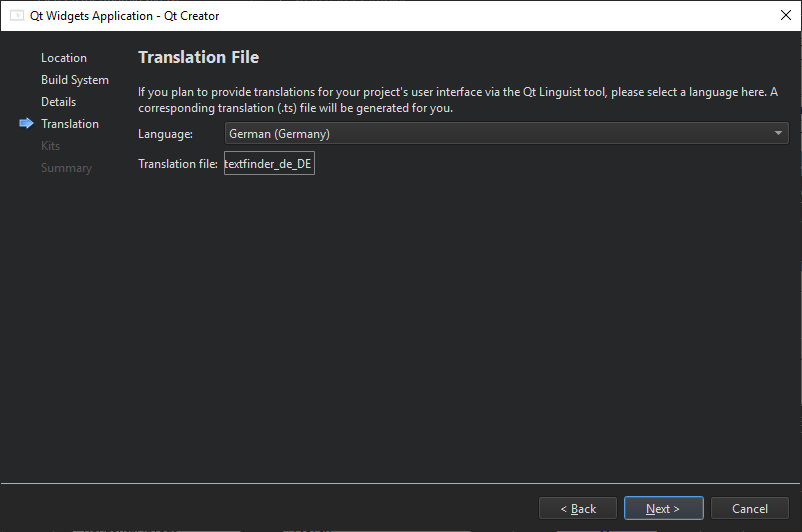 Qt Widgets Application - Qt Creator
Location
Build System
Details
Translation
Kits
Summary
Translation File
If you plan to provide translations for your project's user interface via the Qt Linguist tool, please select a language here. A
corresponding translation (.ts) file will be generated for you.
Language: German (Germany)
Translation file: textfinder_de_DE
< Back Next > Cancel